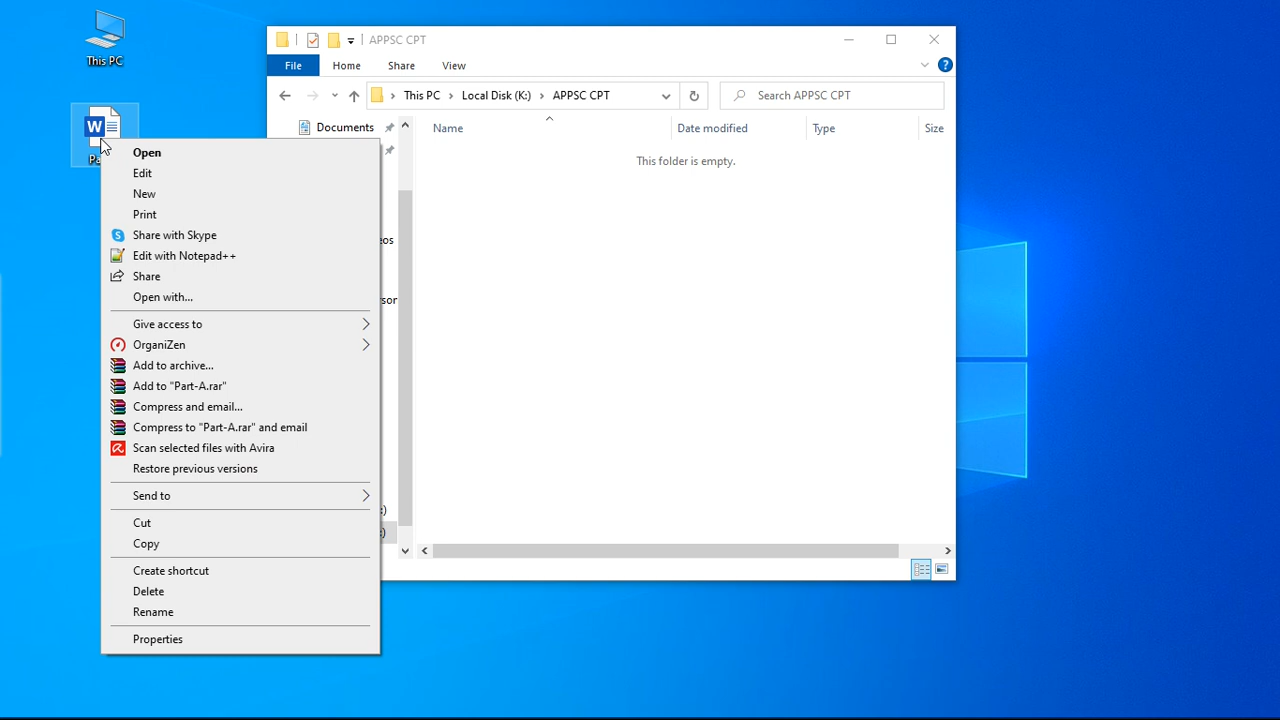 This PC
APPSC CPT
File Home Share View
This PC Local Disk (K:) APPSC CPT
Search APPSC CPT
Documents
Name Date modified Type Size
This folder is empty.
W
Pa
Open
Edit
New
Print
Share with Skype
Edit with Notepad++
Share
Open with...
Give access to
OrganiZen
Add to archive...
Add to "Part-A.rar"
Compress and email...
Compress to "Part-A.rar" and email
Scan selected files with Avira
Restore previous versions
Send to
Cut
Copy
Create shortcut
Delete
Rename
Properties